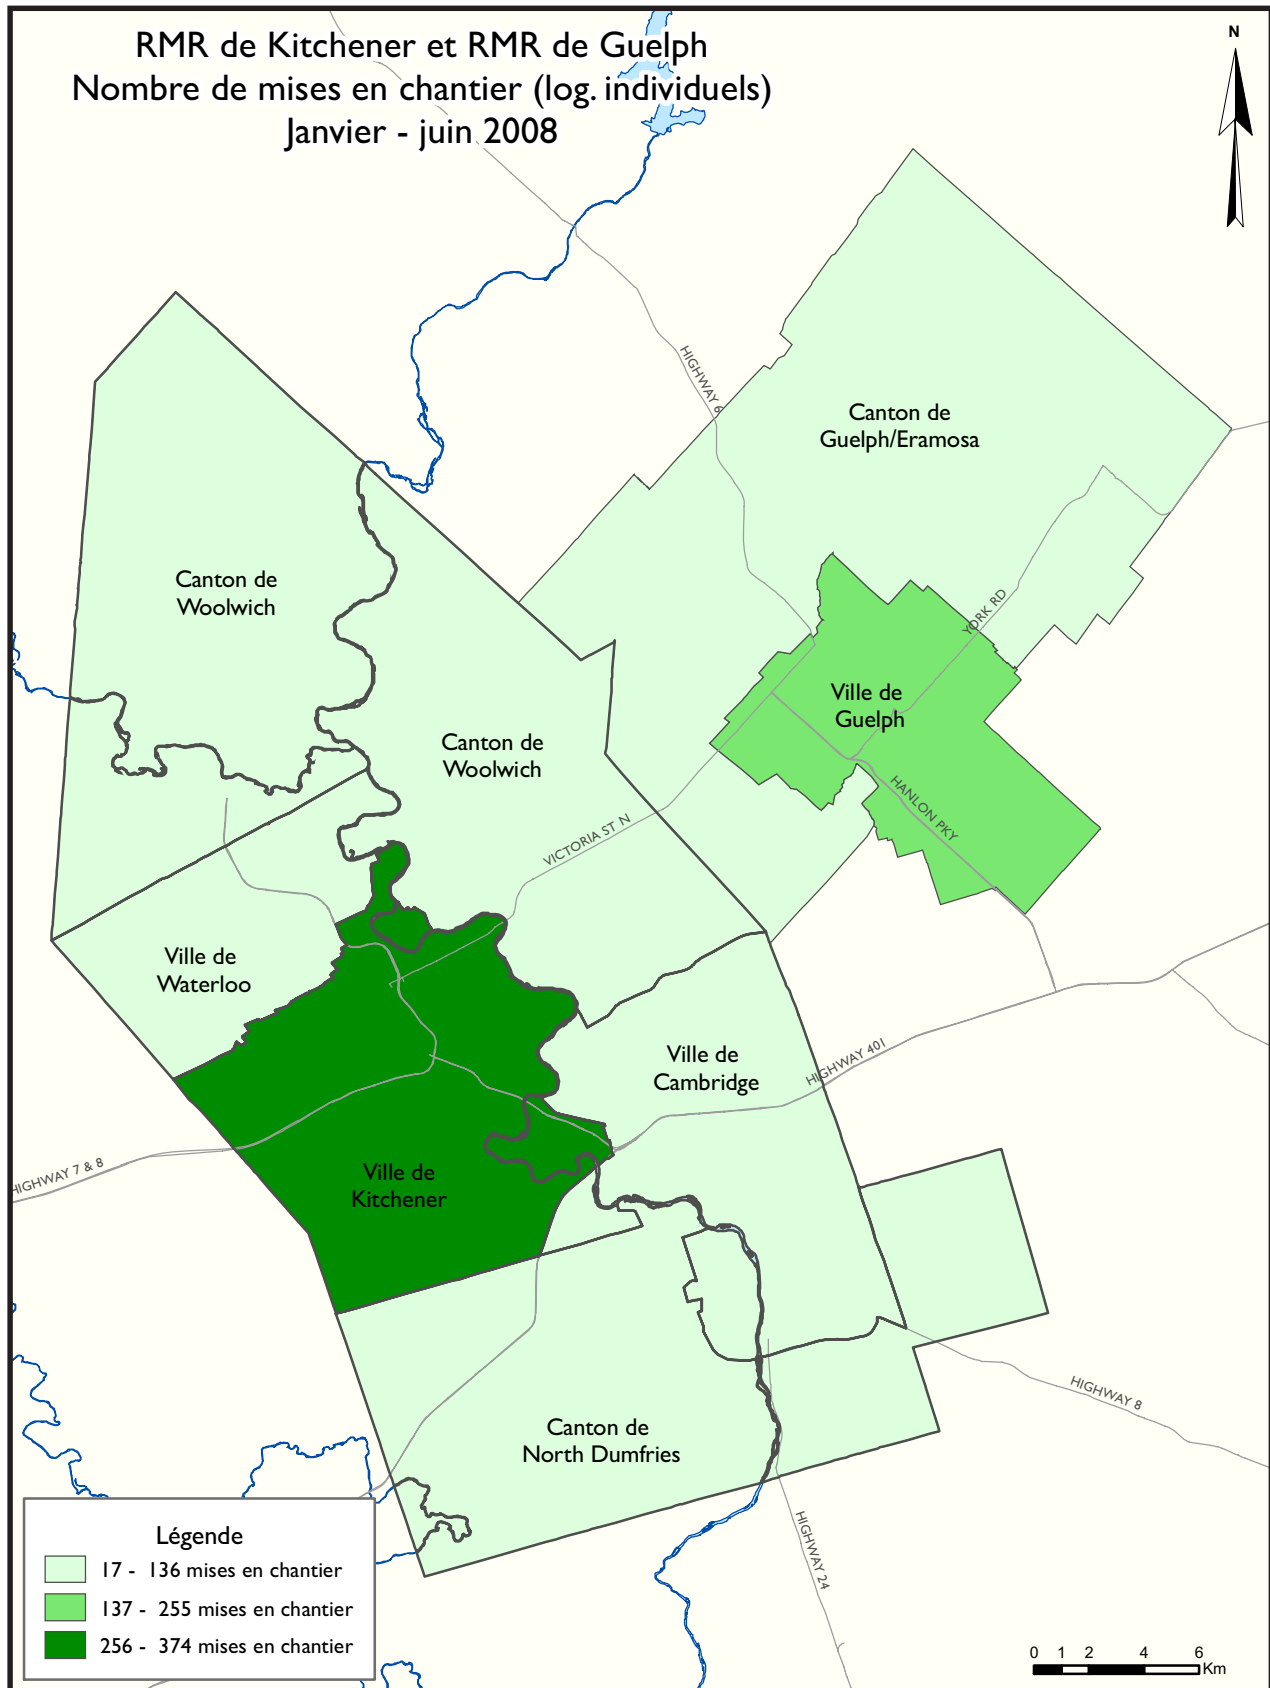 RMR de Kitchener et RMR de Guelph
Nombre de mises en chantier (log. individuels)
Janvier - juin 2008
N
HIGHWAY 6
Canton de
Guelph/Eramosa
Canton de
Woolwich
YORK RD
Ville de
Guelph
Canton de
Woolwich
HANLON PKY
VICTORIA ST N
Ville de
Waterloo
Ville de
Cambridge
HIGHWAY 401
HIGHWAY 7 & 8
Ville de
Kitchener
HIGHWAY 8
Canton de
North Dumfries
HIGHWAY 24
Légende
17 - 136 mises en chantier
137 - 255 mises en chantier
256 - 374 mises en chantier
0 1 2 4 6
Km